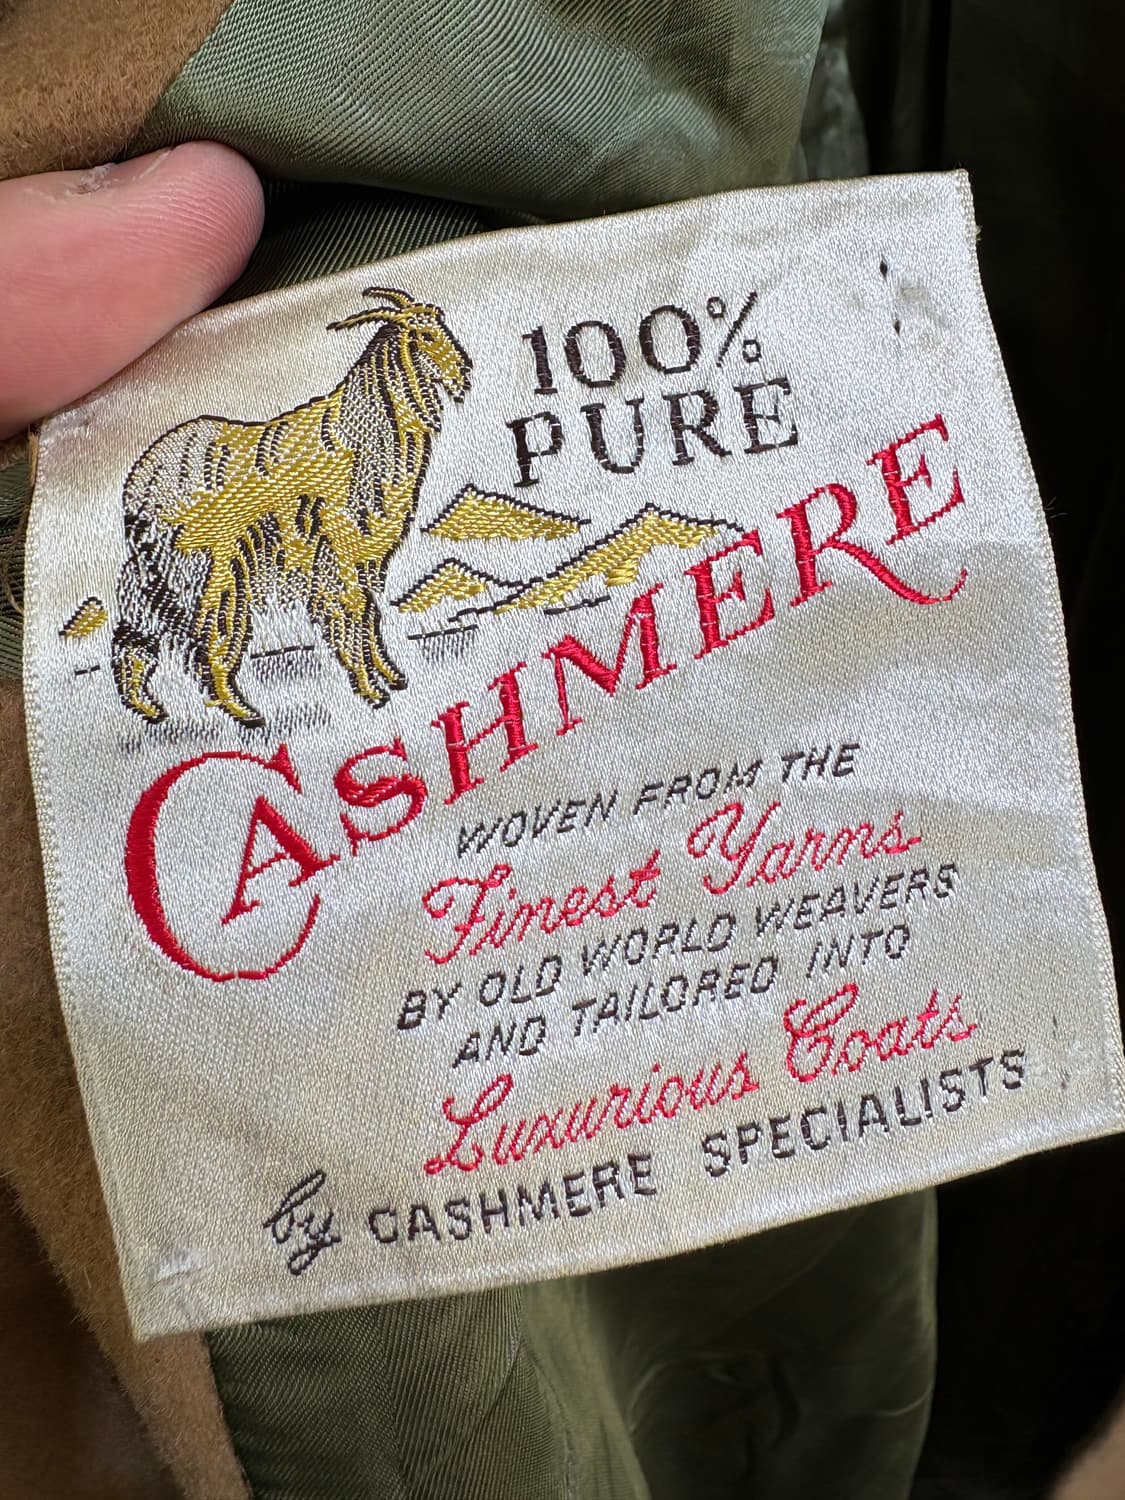 100%
PURE
CASHMERE
WOVEN FROM THE
Finest Yarns
BY OLD WORLD WEAVERS
AND TAILORED INTO
Luxurious Coats
by CASHMERE SPECIALISTS